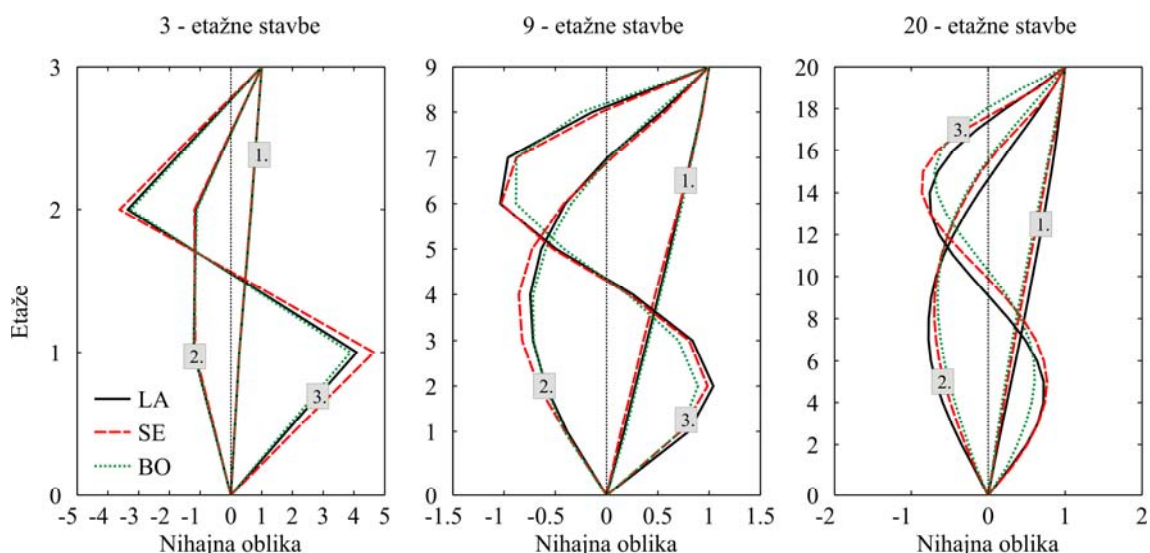 3 - etažne stavbe
9 - etažne stavbe
20 - etažne stavbe
Etaže
3
2
1
0
1.
2.
3.
LA
SE
BO
-5 -4 -3 -2 -1 0 1 2 3 4 5
Nihajna oblika
9
8
7
6
5
4
3
2
1
0
1.
2.
3.
-1.5 -1 -0.5 0 0.5 1 1.5
Nihajna oblika
20
18
16
14
12
10
8
6
4
2
0
3.
1.
2.
-2 -1 0 1 2
Nihajna oblika